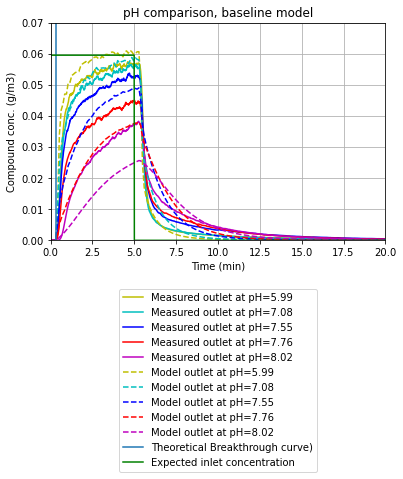 pH comparison, baseline model
Compound conc. (g/m3)
0.07
0.06
0.05
0.04
0.03
0.02
0.01
0.00
0.0 2.5 5.0 7.5 10.0 12.5 15.0 17.5 20.0
Time (min)
Measured outlet at pH=5.99
Measured outlet at pH=7.08
Measured outlet at pH=7.55
Measured outlet at pH=7.76
Measured outlet at pH=8.02
Model outlet at pH=5.99
Model outlet at pH=7.08
Model outlet at pH=7.55
Model outlet at pH=7.76
Model outlet at pH=8.02
Theoretical Breakthrough curve)
Expected inlet concentration